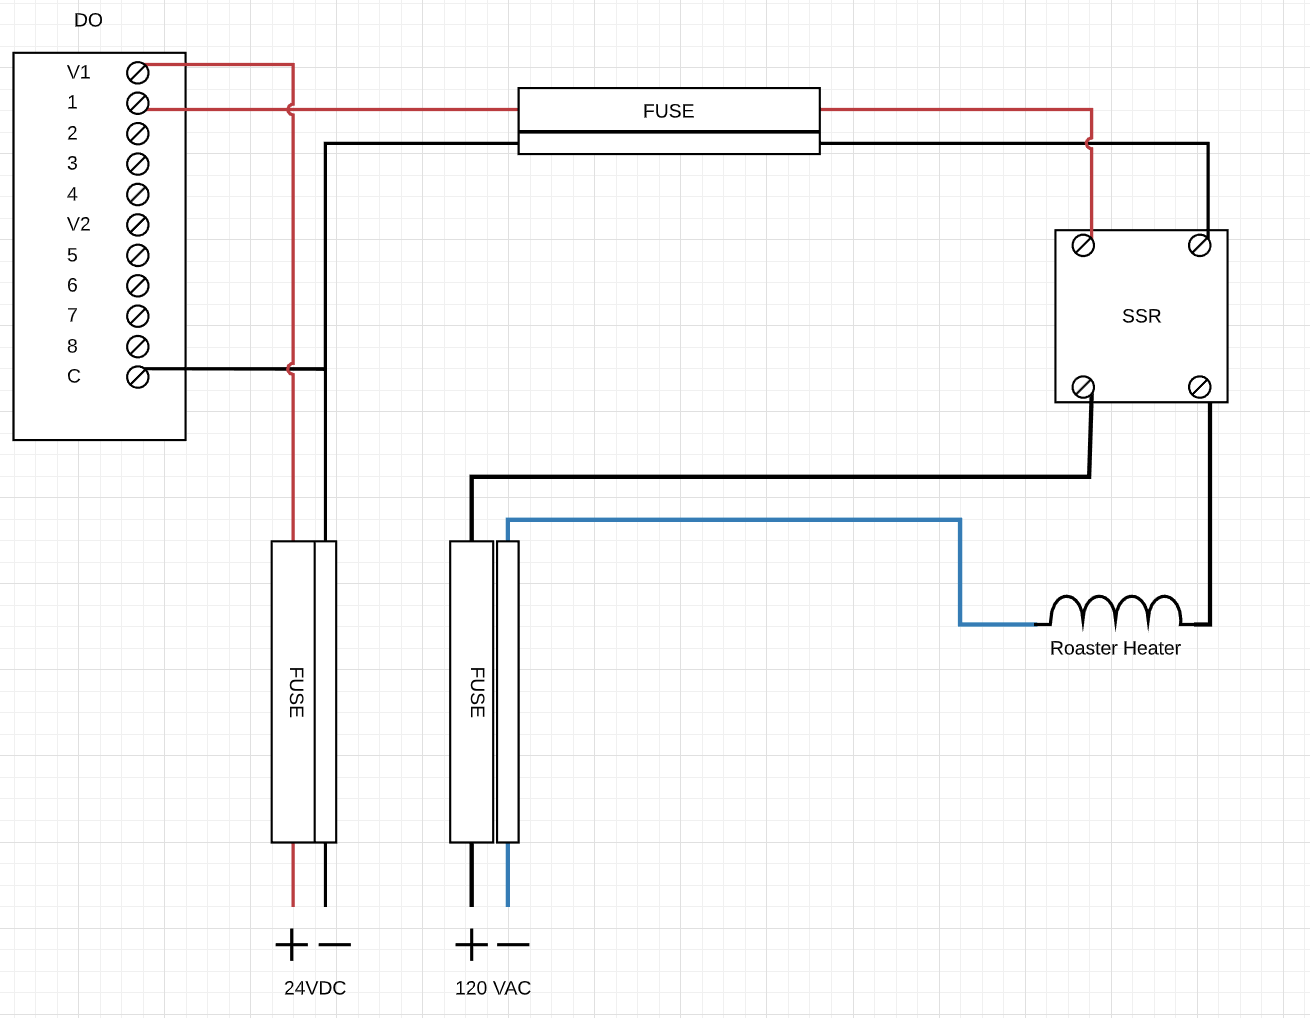 DO
V1
1
2
3
4
V2
5
6
7
8
C
FUSE
SSR
Roaster Heater
FUSE
FUSE
24VDC
120 VAC